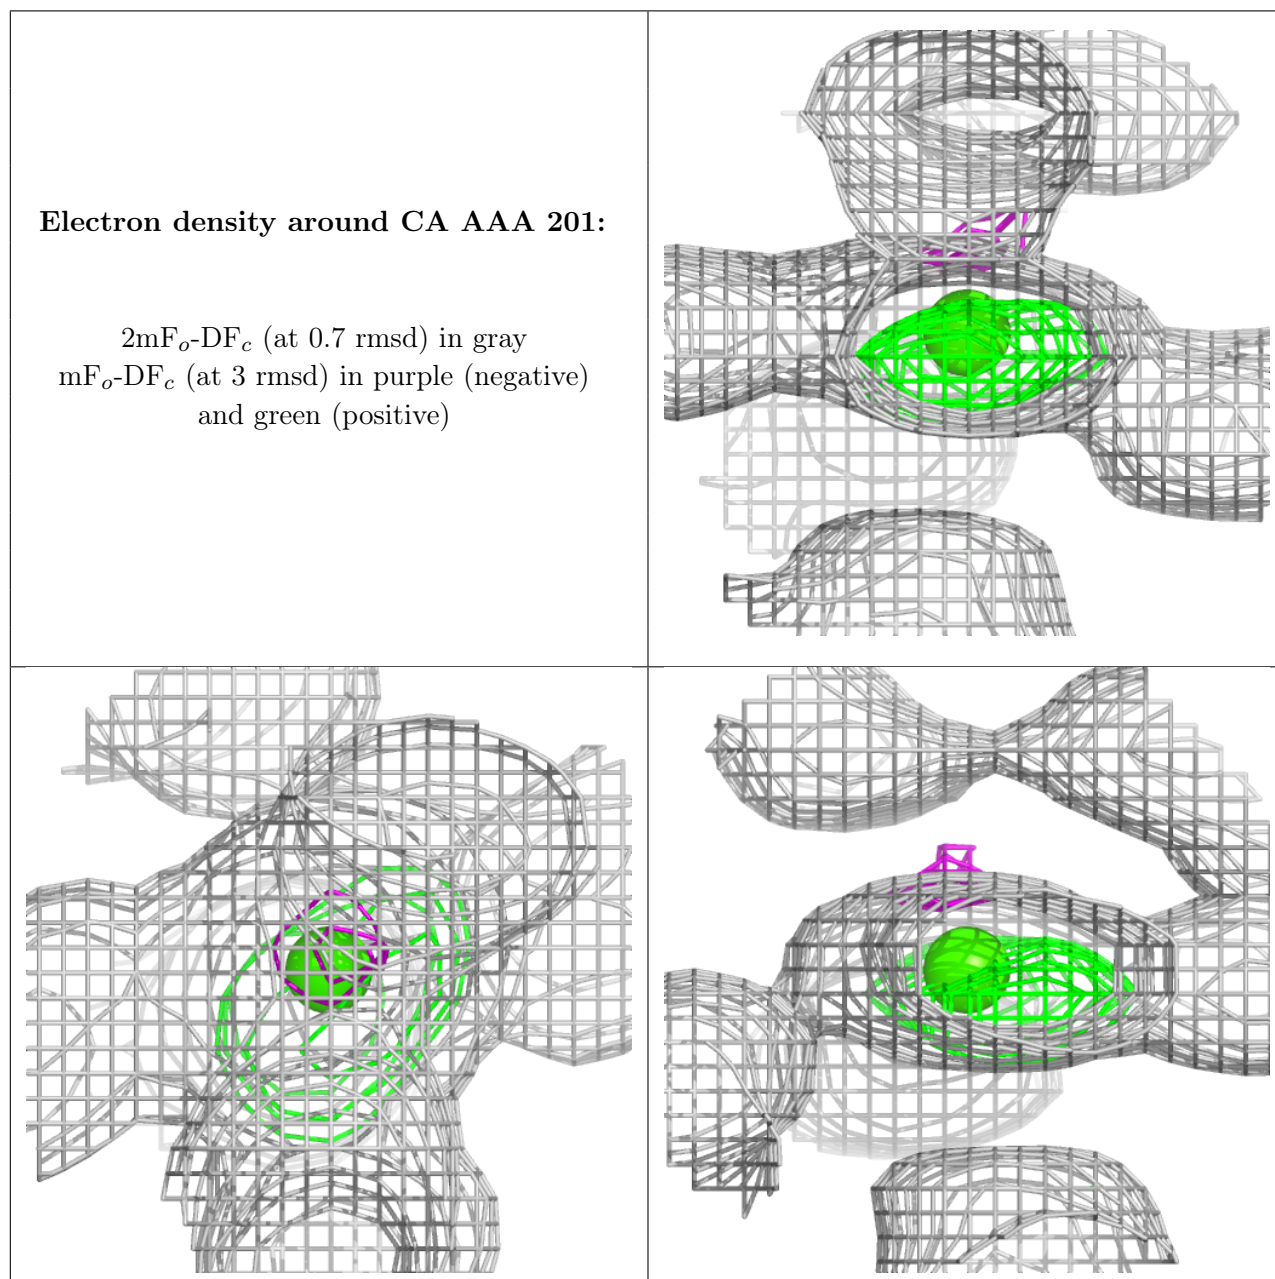 Electron density around CA AAA 201:
2mFo-DFc (at 0.7 rmsd) in gray
mFo-DFc (at 3 rmsd) in purple (negative)
and green (positive)